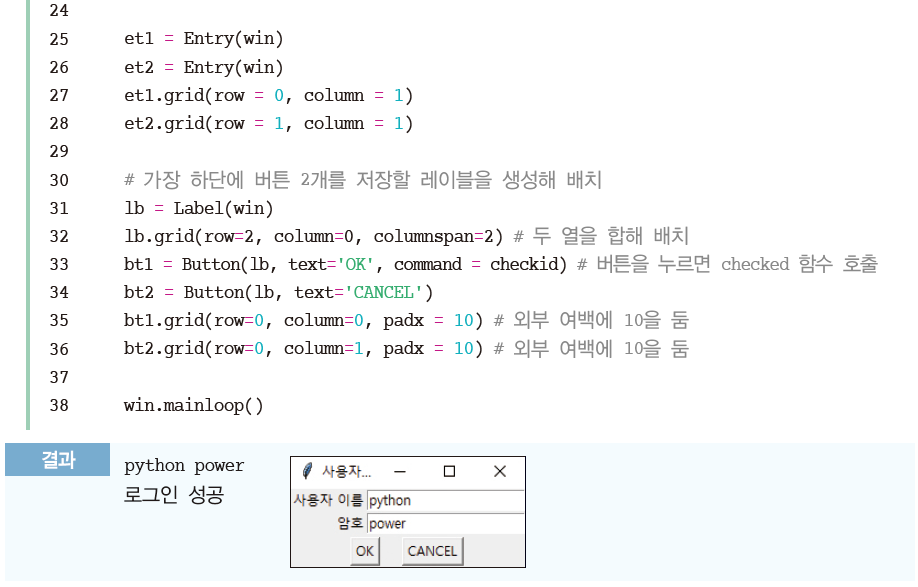 24
25 et1 = Entry(win)
26 et2 = Entry(win)
27 et1.grid(row = 0, column = 1)
28 et2.grid(row = 1, column = 1)
29
30 # 가장 하단에 버튼 2개를 저장할 레이블을 생성해 배치
31 lb = Label(win)
32 lb.grid(row=2, column=0, columnspan=2) # 두 열을 합해 배치
33 bt1 = Button(lb, text='OK', command = checkid) # 버튼을 누르면 checked 함수 호출
34 bt2 = Button(lb, text='CANCEL')
35 bt1.grid(row=0, column=0, padx = 10) # 외부 여백에 10을 둠
36 bt2.grid(row=0, column=1, padx = 10) # 외부 여백에 10을 둠
37
38 win.mainloop()
결과
python power
로그인 성공
사용자...
사용자 이름 python
암호 power
OK CANCEL